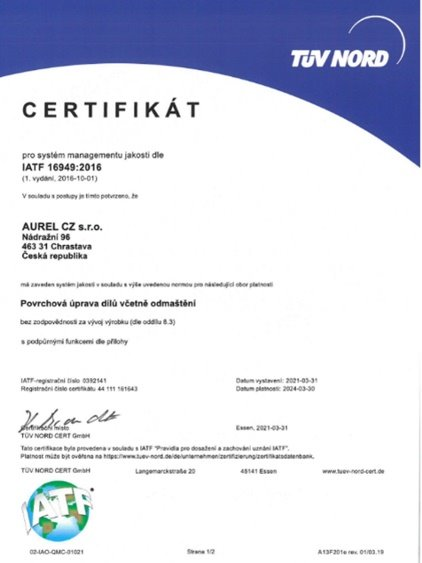 TÜV NORD
CERTIFIKÁT
pro systém managementu jakosti dle
IATF 16949:2016
(1. vydání, 2016-10-01)
V souladu s postupy je tímto potvrzeno, že
AUREL CZ s.r.o.
Nádražní 96
463 31 Chrastava
Česká republika
má zaveden systém jakosti v souladu s výše uvedenou normou pro následující obor platnosti
Povrchová úprava dílů včetně odmaštění
bez zodpovědnosti za vývoj výrobku (dle oddílu 8.3)
s podpůrnými funkcemi dle přílohy
IATF-registrační číslo 0392141 Datum vystavení: 2021-03-31
Registrační číslo certifikátu 44 111 161643 Datum platnosti: 2024-03-30
Certifikační místo Essen, 2021-03-31
TÜV NORD CERT GmbH
Tato certifikace byla provedena v souladu s IATF "Pravidla pro dosažení a zachování uznání IATF".
Platnost může být ověřena na https://www.tuev-nord.de/de/unternehmen/zertifizierung/zertifikatsdatenbank.
TÜV NORD CERT GmbH Langemarckstraße 20 45141 Essen www.tuev-nord-cert.de
IATF
02-IAO-QMC-01021 Strana 1/2 A13F201e rev. 01/03.19